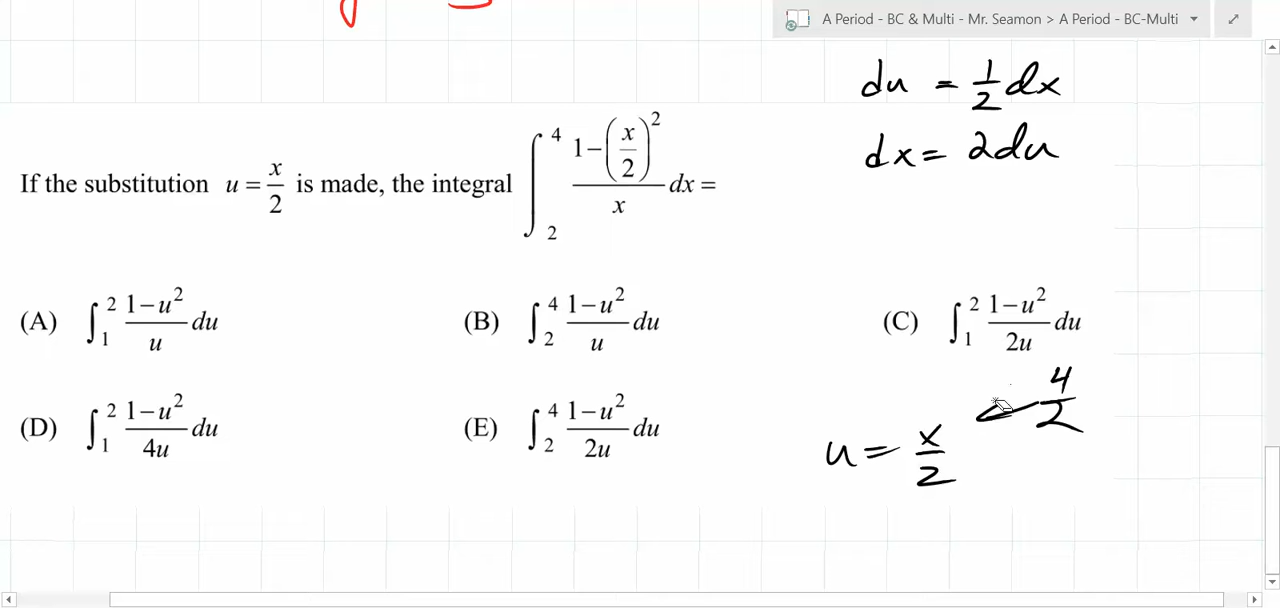 A Period - BC & Multi - Mr. Seamon > A Period - BC-Multi
du = 1/2 dx
dx = 2du
If the substitution u = x/2 is made, the integral ∫_2^4 (1-(x/2)^2)/x dx =
(A) ∫_1^2 (1-u^2)/u du
(B) ∫_2^4 (1-u^2)/u du
(C) ∫_1^2 (1-u^2)/2u du
(D) ∫_1^2 (1-u^2)/4u du
(E) ∫_2^4 (1-u^2)/2u du
u = x/2
4/2